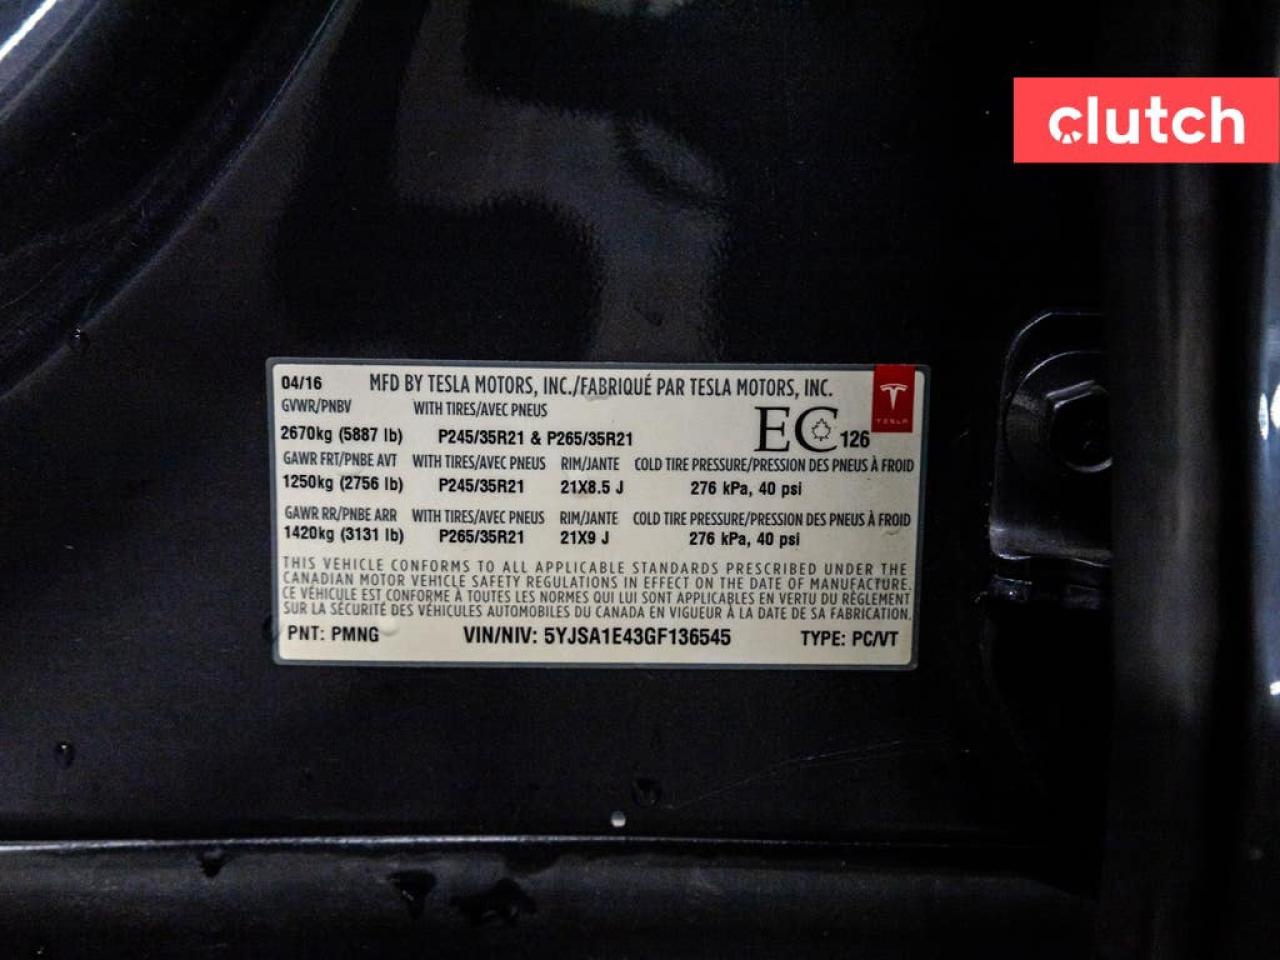 clutch
04/16 MFD BY TESLA MOTORS, INC./FABRIQUÉ PAR TESLA MOTORS, INC.
TESLA
GVWR/PNBV WITH TIRES/AVEC PNEUS
2670kg (5887 lb) P245/35R21 & P265/35R21 EC 126
GAWR FRT/PNBE AVT WITH TIRES/AVEC PNEUS RIM/JANTE COLD TIRE PRESSURE/PRESSION DES PNEUS À FROID
1250kg (2756 lb) P245/35R21 21X8.5 J 276 kPa, 40 psi
GAWR RR/PNBE ARR WITH TIRES/AVEC PNEUS RIM/JANTE COLD TIRE PRESSURE/PRESSION DES PNEUS À FROID
1420kg (3131 lb) P265/35R21 21X9 J 276 kPa, 40 psi
THIS VEHICLE CONFORMS TO ALL APPLICABLE STANDARDS PRESCRIBED UNDER THE
CANADIAN MOTOR VEHICLE SAFETY REGULATIONS IN EFFECT ON THE DATE OF MANUFACTURE.
CE VÉHICULE EST CONFORME À TOUTES LES NORMES QUI LUI SONT APPLICABLES EN VERTU DU RÈGLEMENT
SUR LA SÉCURITÉ DES VÉHICULES AUTOMOBILES DU CANADA EN VIGUEUR À LA DATE DE SA FABRICATION.
PNT: PMNG VIN/NIV: 5YJSA1E43GF136545 TYPE: PC/VT